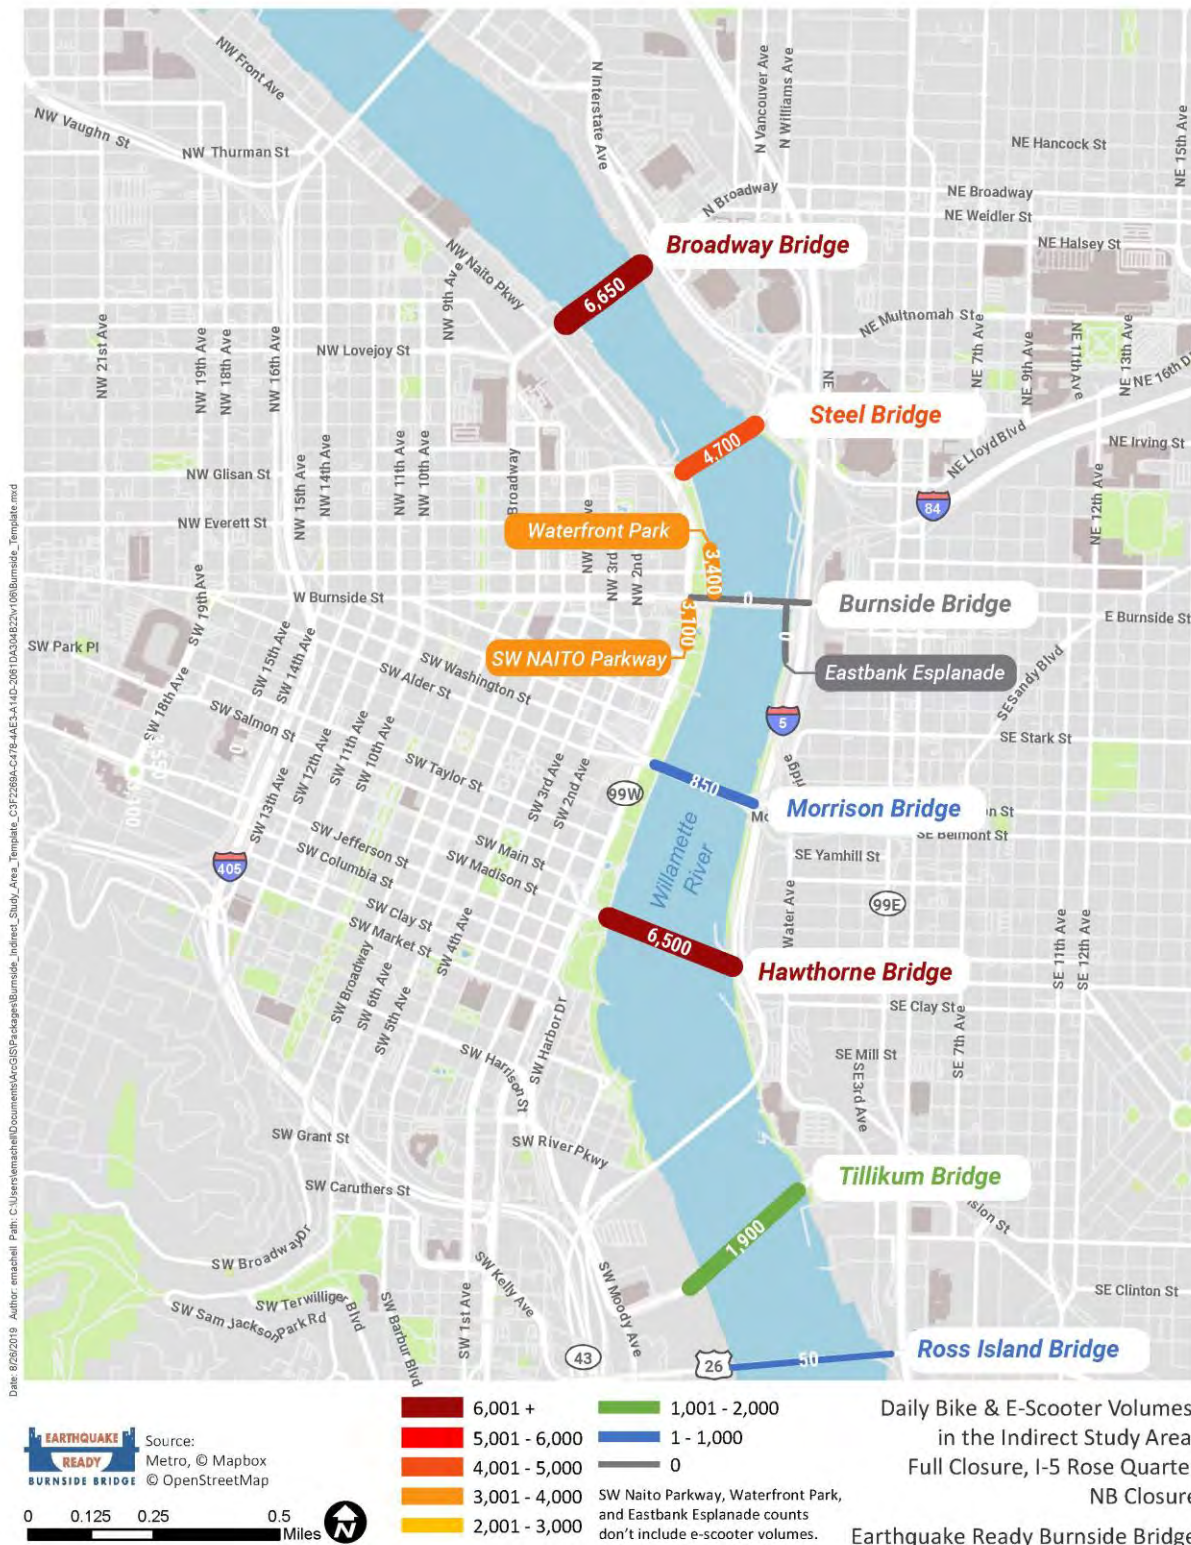 NW Front Ave
N Interstate Ave
N Vancouver Ave
N Williams Ave
NE 15th Ave
NW Vaughn St
NW Thurman St
NE Hancock St
N Broadway
NE Broadway
NE Weidler St
NE Halsey St
Broadway Bridge
6,650
NW Naito Pkwy
NW 9th Ave
NE Multnomah St
NW 21st Ave
NW 19th Ave
NW 18th Ave
NW 16th Ave
NW Lovejoy St
NE 7th Ave
NE 9th Ave
NE 11th Ave
NE 13th Ave
NE 16th D
NE
Steel Bridge
4,700
NE Lloyd Blvd
NE Irving St
NW Glisan St
NW 15th Ave
NW 14th Ave
NW 11th Ave
NW 10th Ave
Broadway
84
NE 12th Ave
NW Everett St
Waterfront Park
3,400
NW 3rd
NW 2nd
W Burnside St
0
Burnside Bridge
E Burnside St
SW 19th Ave
SW Park Pl
3,100
SW NAITO Parkway
0
Eastbank Esplanade
SE Sandy Blvd
SW 18th Ave
SW 15th Ave
SW 14th Ave
SW Washington St
SW Alder St
SW Salmon St
5
SE Stark St
SW 13th Ave
SW 12th Ave
SW 11th Ave
SW 10th Ave
SW Taylor St
SW 3rd Ave
SW 2nd Ave
99W
850
ridge
Mo
Morrison Bridge
on St
SE Belmont St
SE Yamhill St
Willamette
River
405
SW Jefferson St
SW Columbia St
SW Main St
SW Madison St
SW Clay St
SW Market St
Water Ave
99E
6,500
Hawthorne Bridge
SW Broadway
SW 6th Ave
SW 5th Ave
SW 4th Ave
SE 11th Ave
SE 12th Ave
SE Clay St
SW Harbor Dr
SW Harrison St
SE Mill St
SE 3rd Ave
SE 7th Ave
SW Grant St
SW River Pkwy
SW Caruthers St
Tillikum Bridge
1,900
ision St
SW Broadway Dr
SW Kelly Ave
SW Moody Ave
SE Clinton St
SW Terwilliger Blvd
SW Sam Jackson Park Rd
SW Barbur Blvd
SW 1st Ave
43
26
50
Ross Island Bridge
EARTHQUAKE
READY
BURNSIDE BRIDGE
Source:
Metro, © Mapbox
© OpenStreetMap
0 0.125 0.25 0.5
Miles
N
6,001 +
5,001 - 6,000
4,001 - 5,000
3,001 - 4,000
2,001 - 3,000
1,001 - 2,000
1 - 1,000
0
SW Naito Parkway, Waterfront Park,
and Eastbank Esplanade counts
don't include e-scooter volumes.
Daily Bike & E-Scooter Volumes
in the Indirect Study Area
Full Closure, I-5 Rose Quarte
NB Closure
Earthquake Ready Burnside Bridge